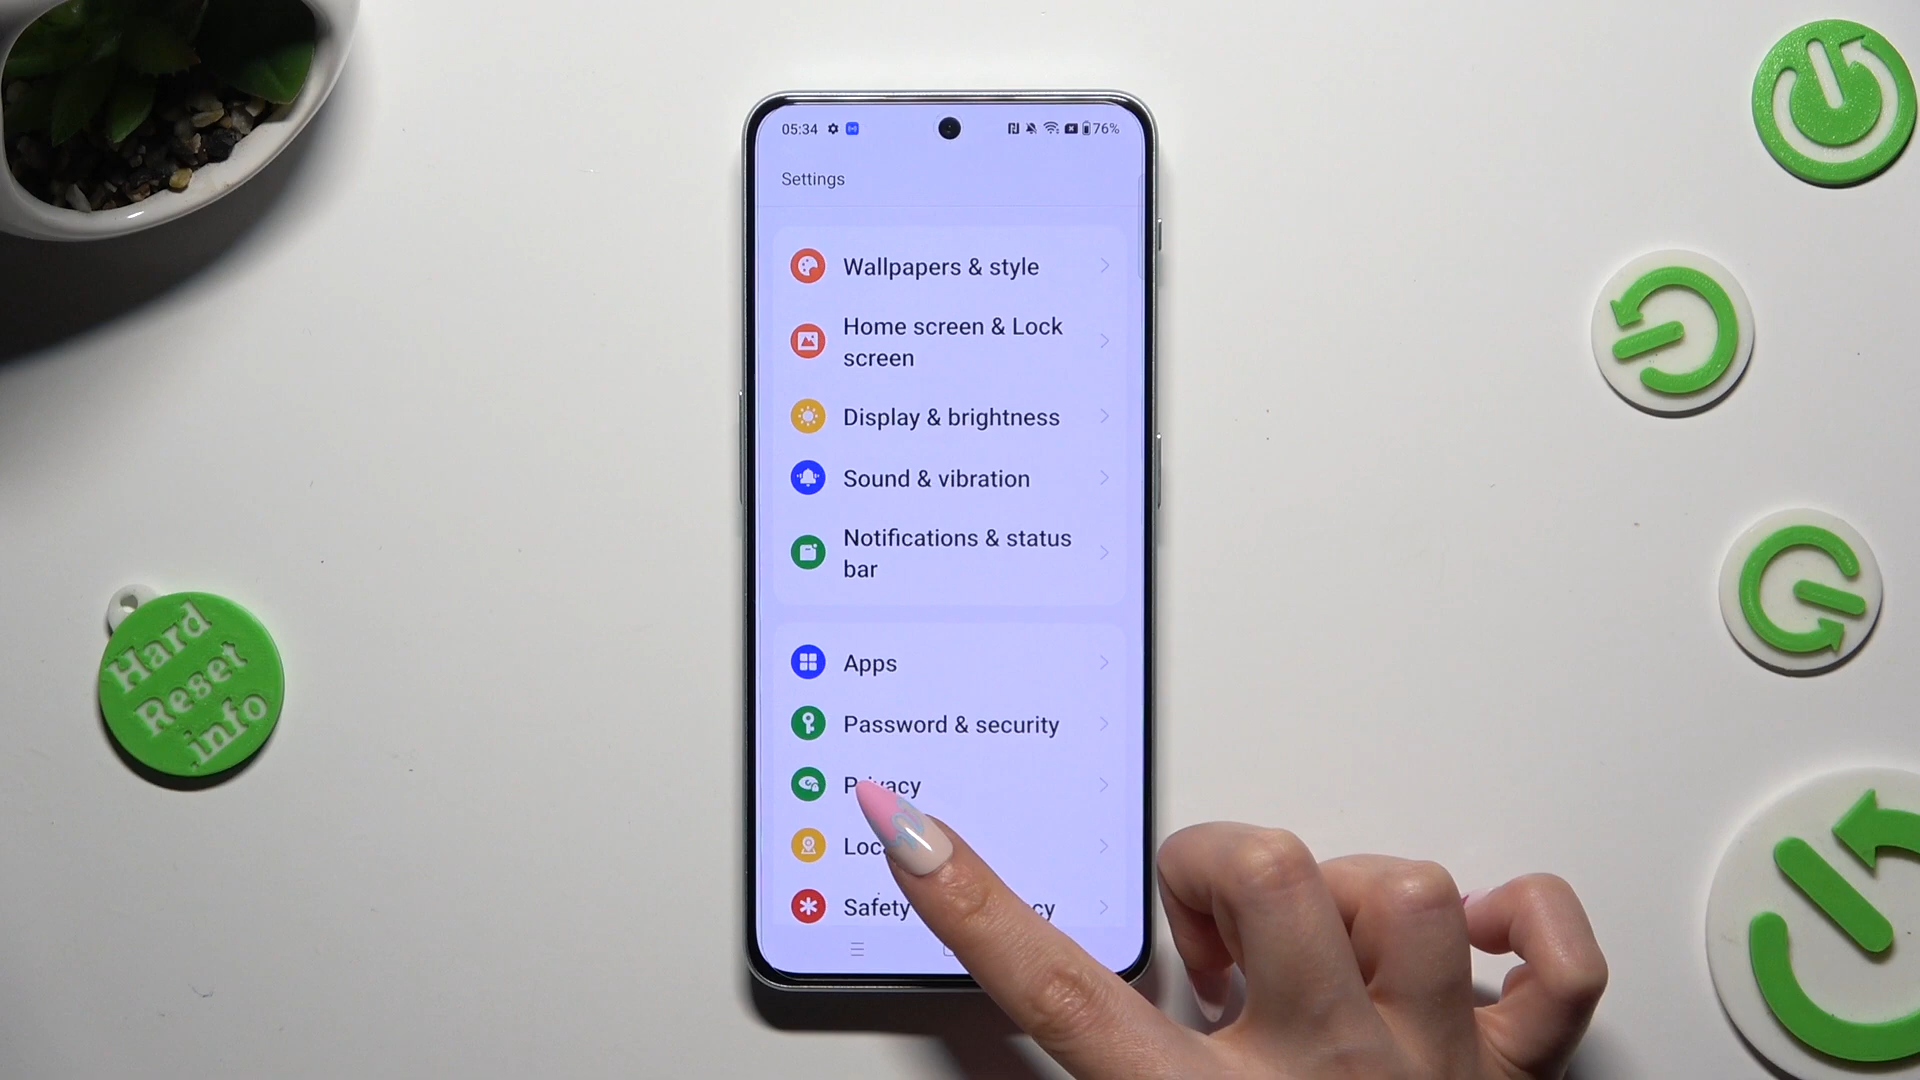 05:34
76%
Settings
Wallpapers & style
Home screen & Lock
screen
Display & brightness
Sound & vibration
Notifications & status
bar
Apps
Password & security
Privacy
Safety
Hard
Reset
.info